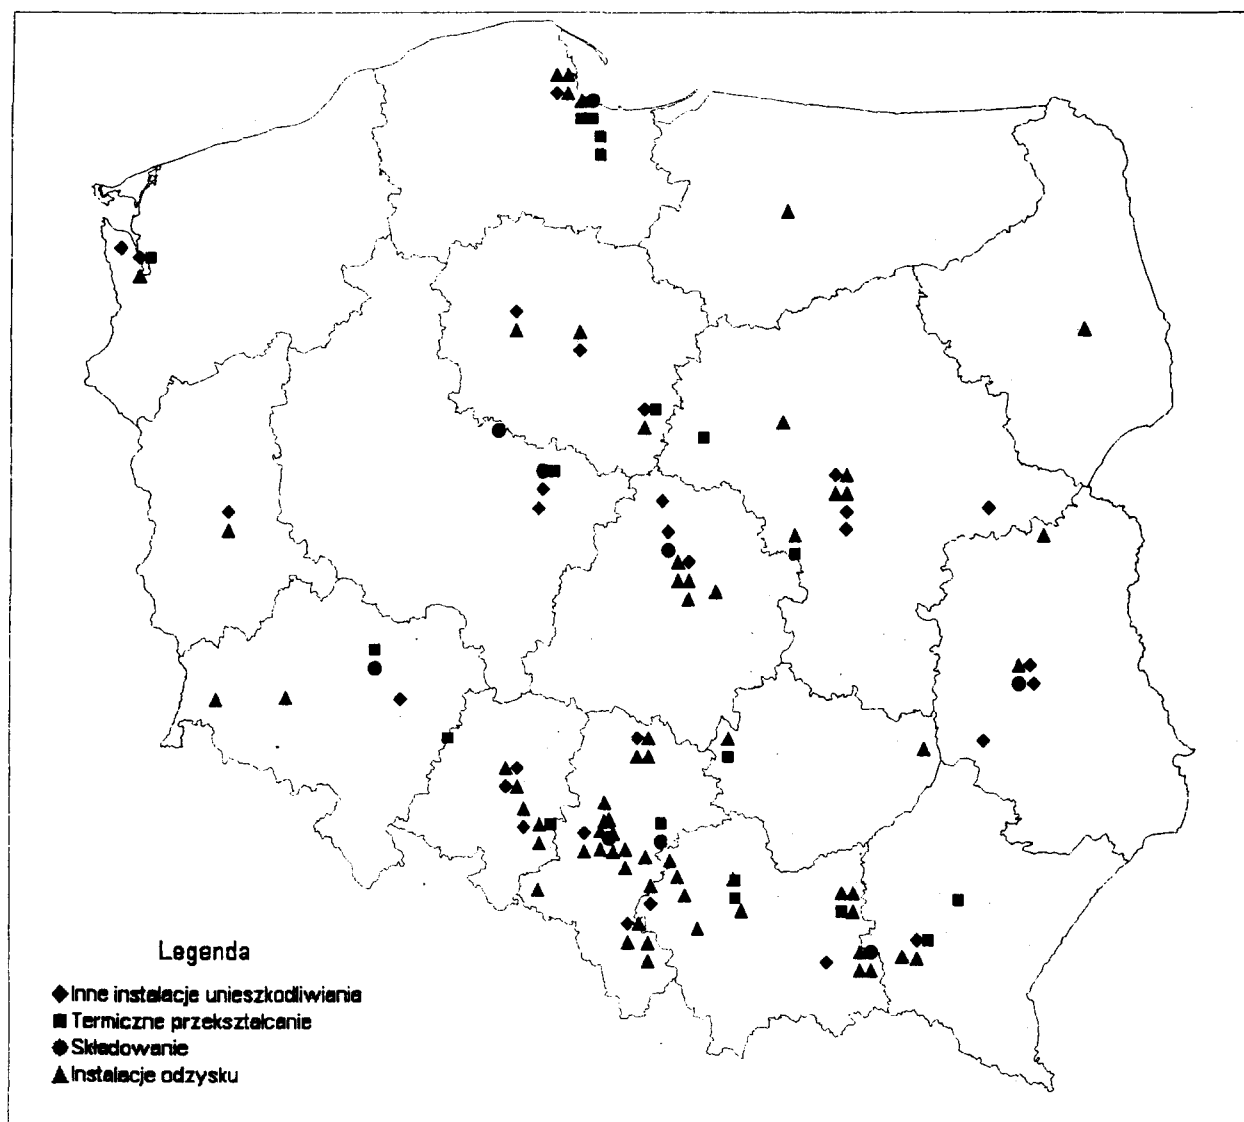 Legenda
Inne instalacje unieszkodliwiania
Termiczne przekształcanie
Składowanie
Instalacje odzysku